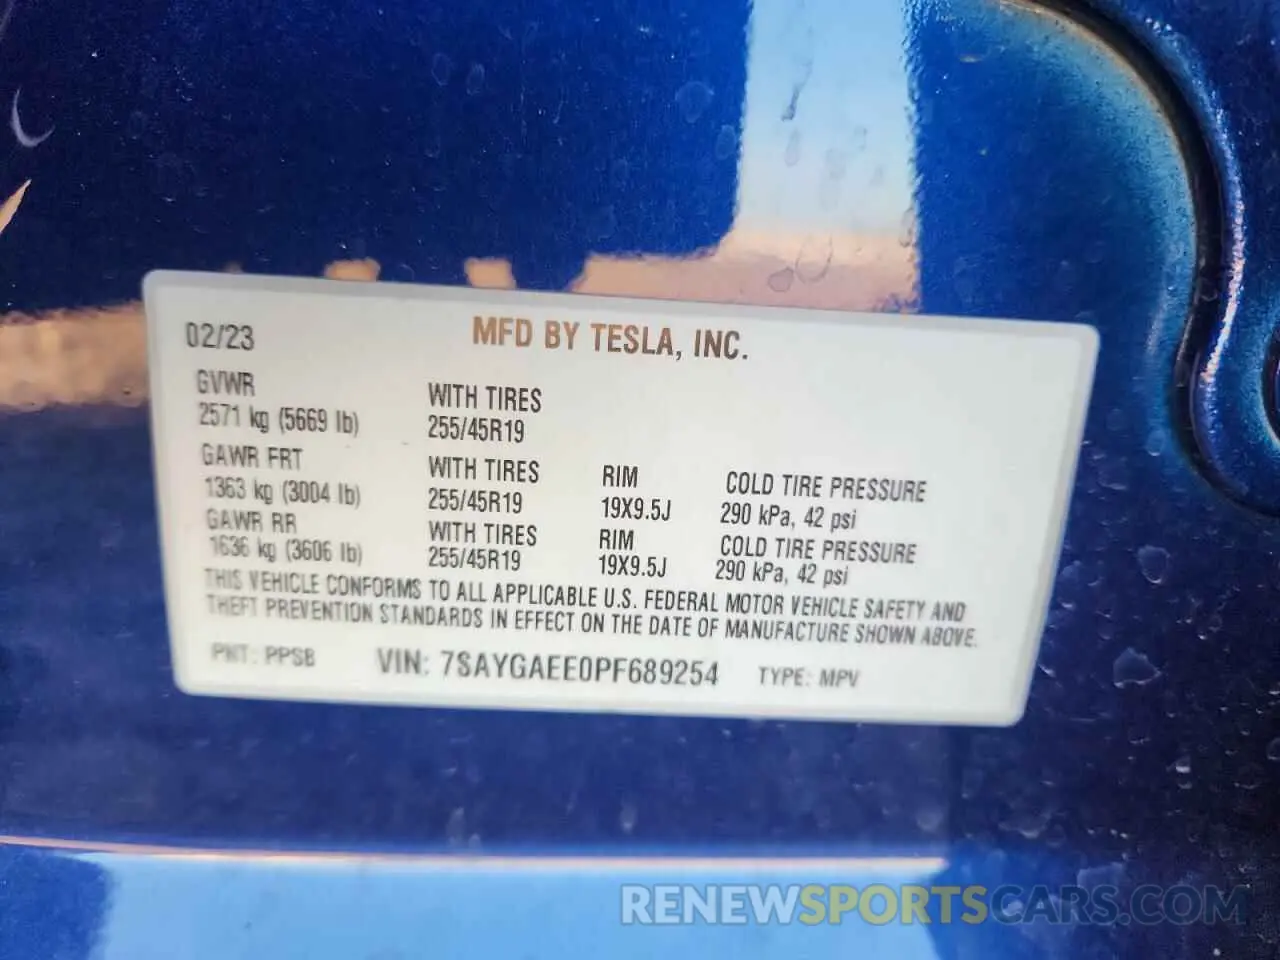 02/23 MFD BY TESLA, INC.
GVWR
2571 kg (5669 lb) WITH TIRES
255/45R19
GAWR FRT
1363 kg (3004 lb) WITH TIRES
255/45R19 RIM
19X9.5J COLD TIRE PRESSURE
290 kPa, 42 psi
GAWR RR
1636 kg (3606 lb) WITH TIRES
255/45R19 RIM
19X9.5J COLD TIRE PRESSURE
290 kPa, 42 psi
THIS VEHICLE CONFORMS TO ALL APPLICABLE U.S. FEDERAL MOTOR VEHICLE SAFETY AND
THEFT PREVENTION STANDARDS IN EFFECT ON THE DATE OF MANUFACTURE SHOWN ABOVE.
PNT: PPSB VIN: 7SAYGAEE0PF689254 TYPE: MPV
RENEWSPORTSCARS.COM